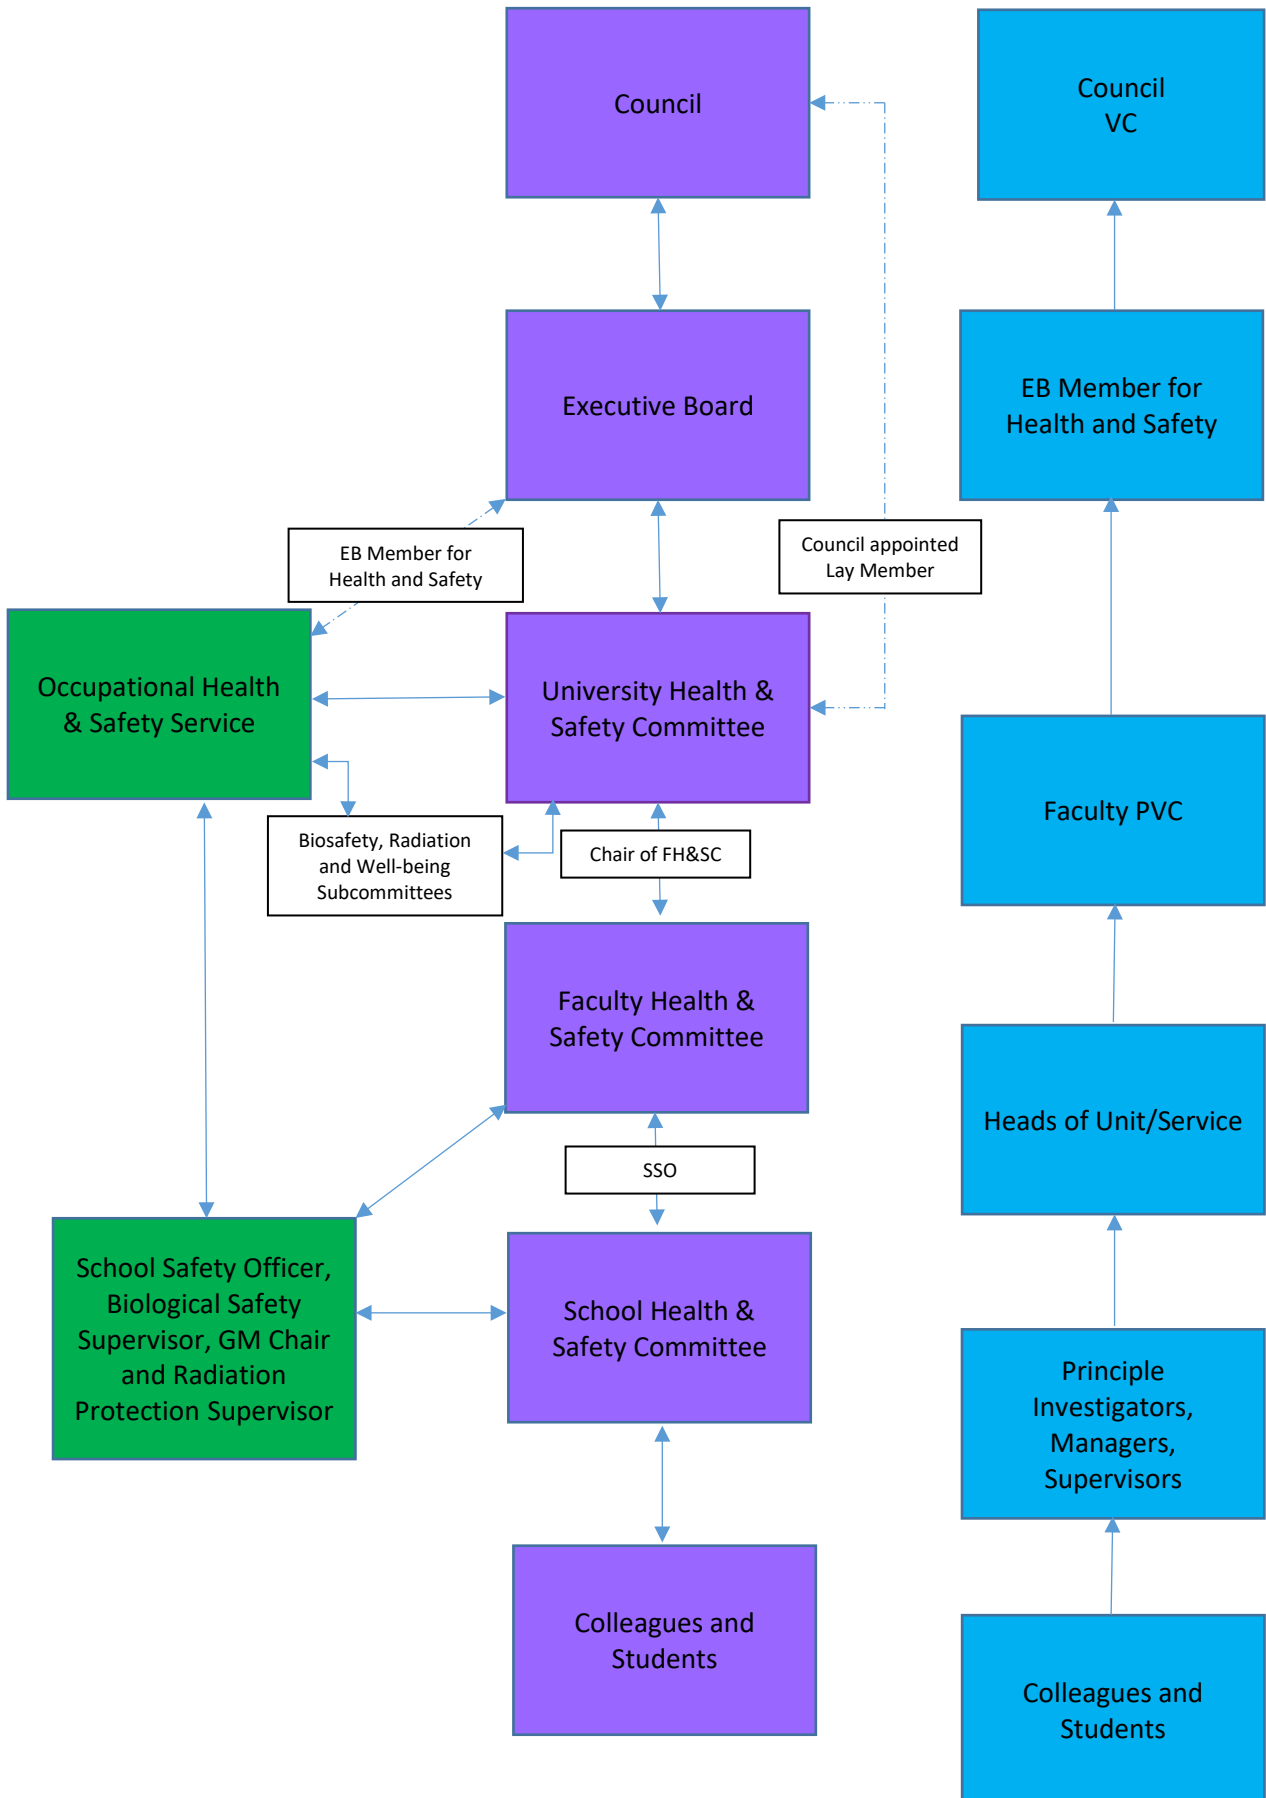 Council
Council
VC
Executive Board
EB Member for
Health and Safety
EB Member for
Health and Safety
Council appointed
Lay Member
Occupational Health
& Safety Service
University Health &
Safety Committee
Faculty PVC
Biosafety, Radiation
and Well-being
Subcommittees
Chair of FH&SC
Faculty Health &
Safety Committee
Heads of Unit/Service
SSO
School Safety Officer,
Biological Safety
Supervisor, GM Chair
and Radiation
Protection Supervisor
School Health &
Safety Committee
Principle
Investigators,
Managers,
Supervisors
Colleagues and
Students
Colleagues and
Students